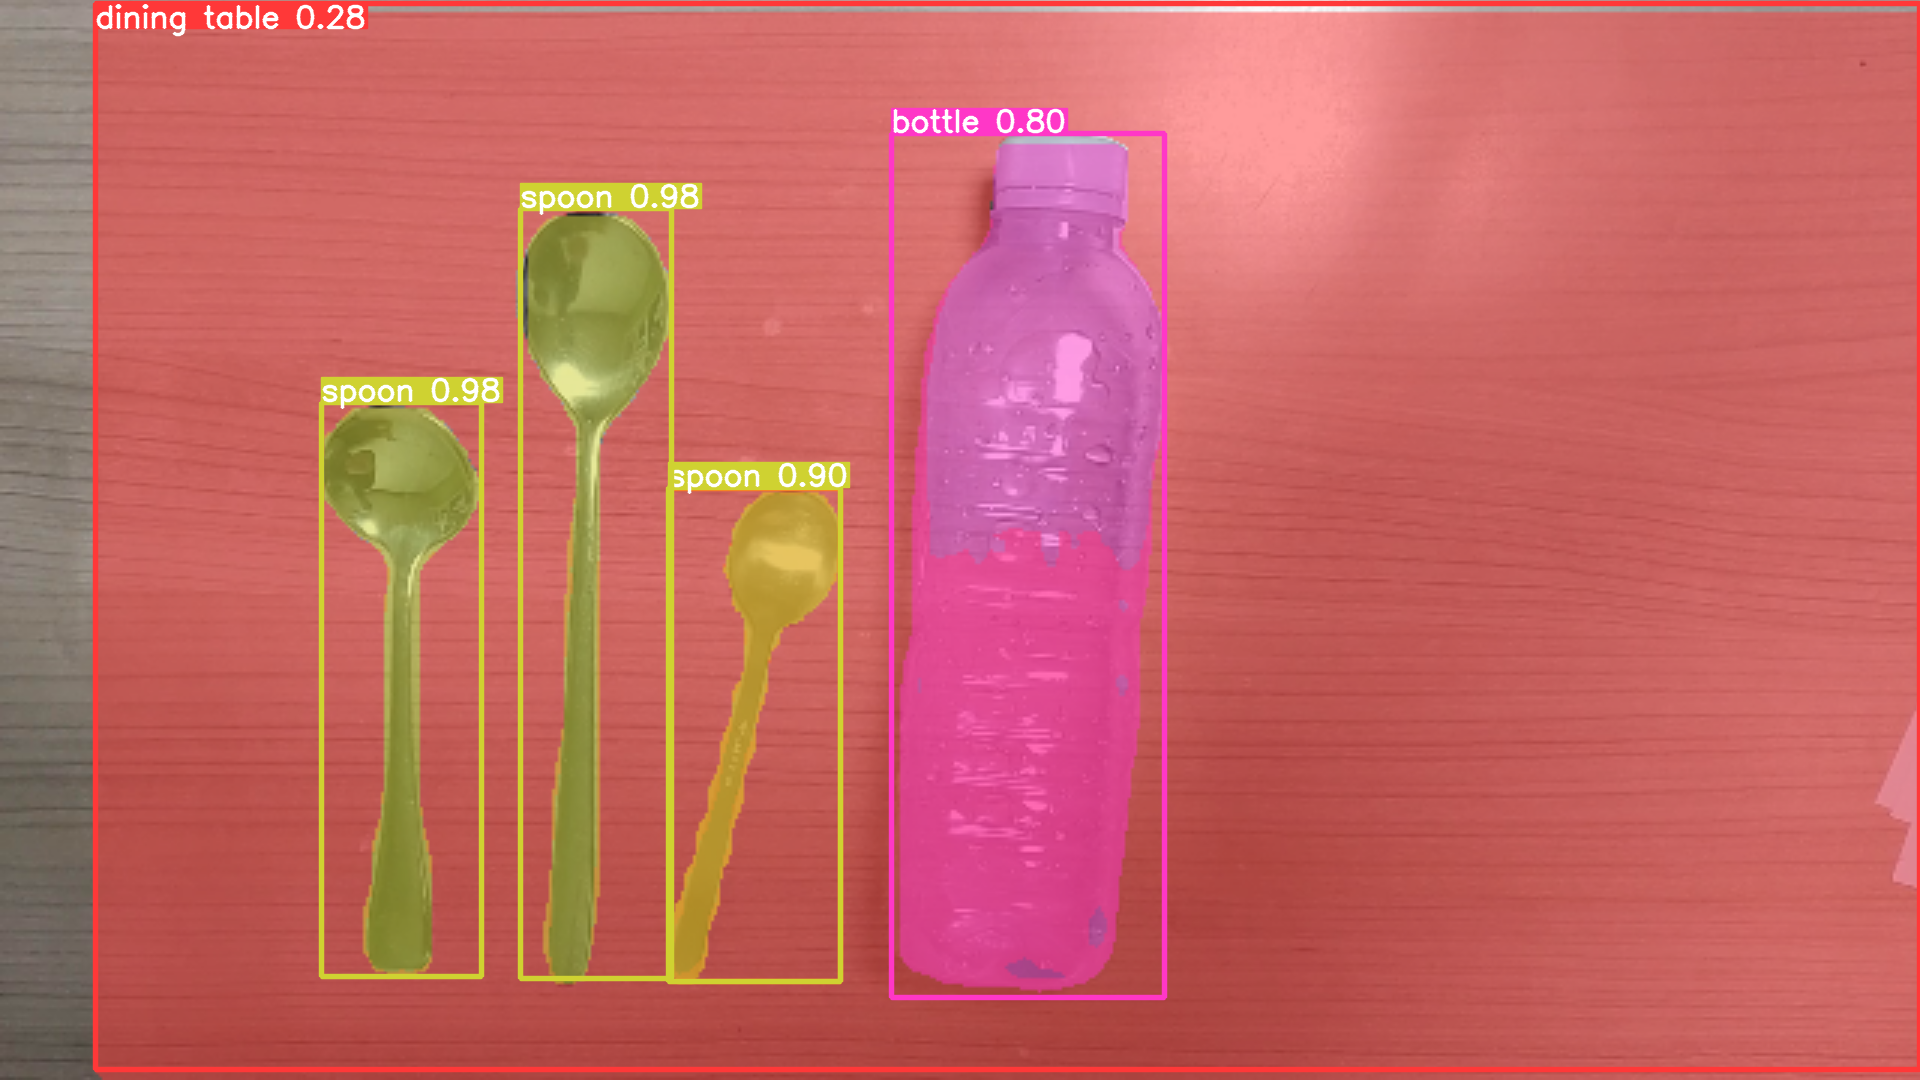 dining table 0.28
bottle 0.80
spoon 0.98
spoon 0.98
spoon 0.90